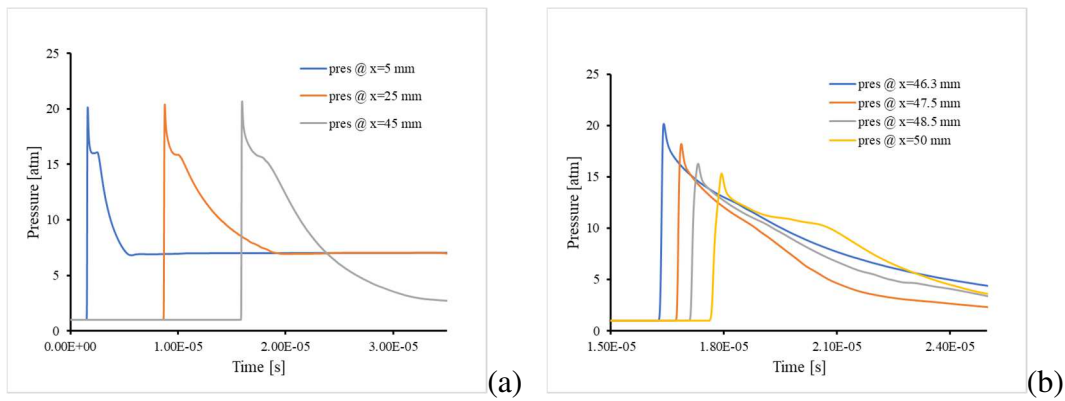 25
20
15
10
5
0
Pressure [atm]
0.00E+00
1.00E-05
2.00E-05
3.00E-05
Time [s]
pres @ x=5 mm
pres @ x=25 mm
pres @ x=45 mm
(a)
25
20
15
10
5
0
Pressure [atm]
1.50E-05
1.80E-05
2.10E-05
2.40E-05
Time [s]
pres @ x=46.3 mm
pres @ x=47.5 mm
pres @ x=48.5 mm
pres @ x=50 mm
(b)